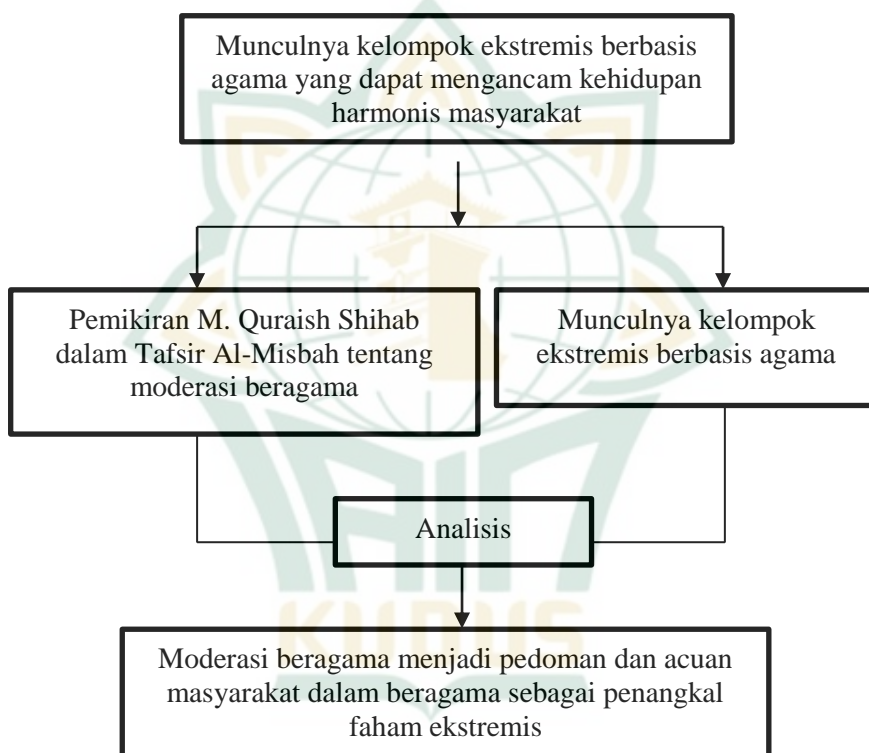 Munculnya kelompok ekstremis berbasis
agama yang dapat mengancam kehidupan
harmonis masyarakat
Pemikiran M. Quraish Shihab
dalam Tafsir Al-Misbah tentang
moderasi beragama
Munculnya kelompok
ekstremis berbasis agama
Analisis
KUDUS
Moderasi beragama menjadi pedoman dan acuan
masyarakat dalam beragama sebagai penangkal
faham ekstremis